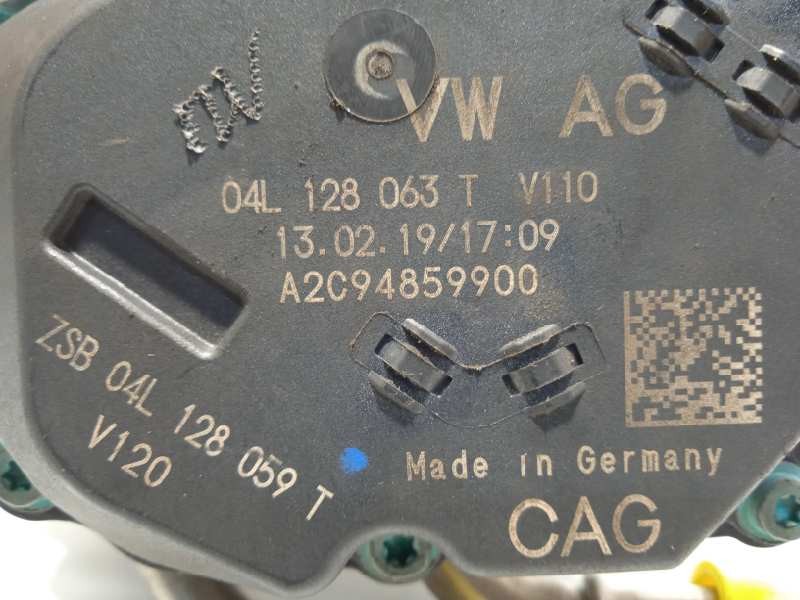 VW AG
04L 128 063 T V110
13.02.19/17:09
A2C94859900
ZSB 04L 128 059 T
V120
Made in Germany
CAG